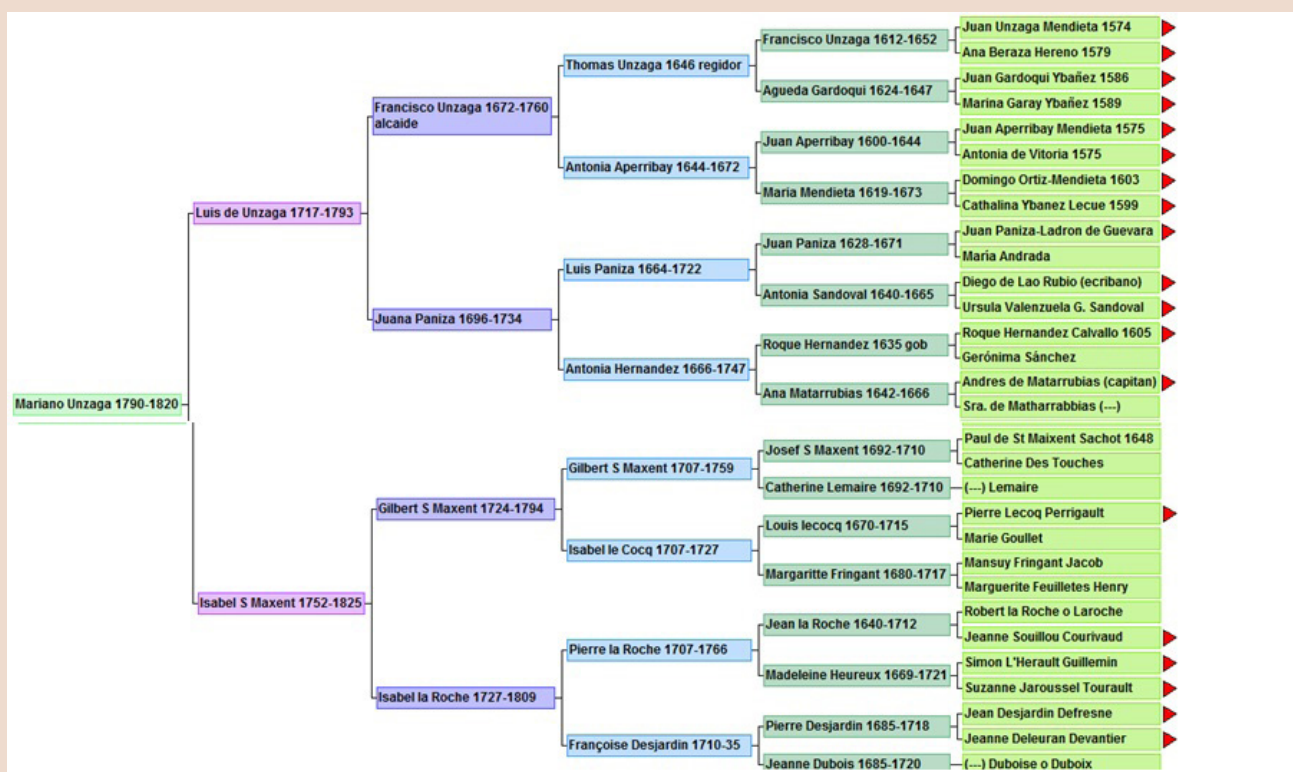 Juan Unzaga Mendieta 1574
Francisco Unzaga 1612-1652
Ana Beraza Hereno 1579
Thomas Unzaga 1646 regidor
Juan Gardoqui Ybañez 1586
Agueda Gardoqui 1624-1647
Marina Garay Ybañez 1589
Francisco Unzaga 1672-1760
alcaide
Juan Aperribay Mendieta 1575
Juan Aperribay 1600-1644
Antonia de Vitoria 1575
Antonia Aperribay 1644-1672
Domingo Ortiz-Mendieta 1603
María Mendieta 1619-1673
Cathalina Ybanez Lecue 1599
Luis de Unzaga 1717-1793
Juan Paniza-Ladron de Guevara
Juan Paniza 1628-1671
María Andrada
Luis Paniza 1664-1722
Diego de Lao Rubio (ecribano)
Antonia Sandoval 1640-1665
Ursula Valenzuela G. Sandoval
Juana Paniza 1696-1734
Roque Hernandez Calvallo 1605
Roque Hernandez 1635 gob
Gerónima Sánchez
Antonia Hernandez 1666-1747
Andres de Matarrubias (capitan)
Ana Matarrubias 1642-1666
Sra. de Matharrabbias (---)
Mariano Unzaga 1790-1820
Paul de St Maixent Sachot 1648
Josef S Maxent 1692-1710
Catherine Des Touches
Gilbert S Maxent 1707-1759
Catherine Lemaire 1692-1710
(---) Lemaire
Gilbert S Maxent 1724-1794
Pierre Lecoq Perrigault
Louis lecocq 1670-1715
Marie Goullet
Isabel le Cocq 1707-1727
Mansuy Fringant Jacob
Margaritte Fringant 1680-1717
Marguerite Feuilletes Henry
Isabel S Maxent 1752-1825
Robert la Roche o Laroche
Jean la Roche 1640-1712
Jeanne Souillou Courivaud
Pierre la Roche 1707-1766
Simon L'Herault Guillemin
Madeleine Heureux 1669-1721
Suzanne Jaroussel Tourault
Isabel la Roche 1727-1809
Jean Desjardin Defresne
Pierre Desjardin 1685-1718
Jeanne Deleuran Devantier
Françoise Desjardin 1710-35
Jeanne Dubois 1685-1720
(---) Duboise o Duboix